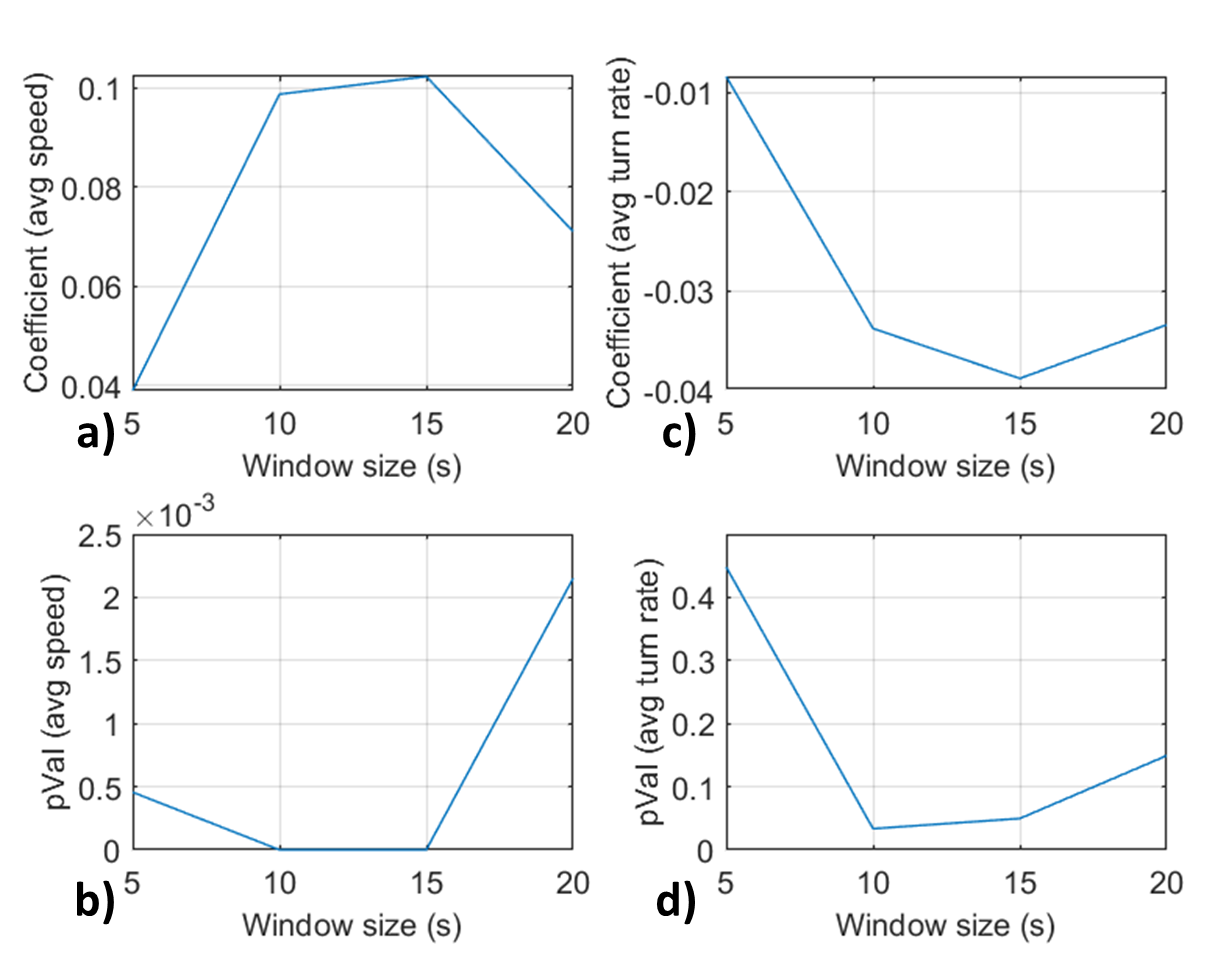 Coefficient (avg speed)
0.1
0.08
0.06
0.04
5 10 15 20
a)
Window size (s)
Coefficient (avg turn rate)
-0.01
-0.02
-0.03
-0.04
5 10 15 20
c)
Window size (s)
×10-3
pVal (avg speed)
2.5
2
1.5
1
0.5
0
5 10 15 20
b)
Window size (s)
pVal (avg turn rate)
0.4
0.3
0.2
0.1
0
5 10 15 20
d)
Window size (s)